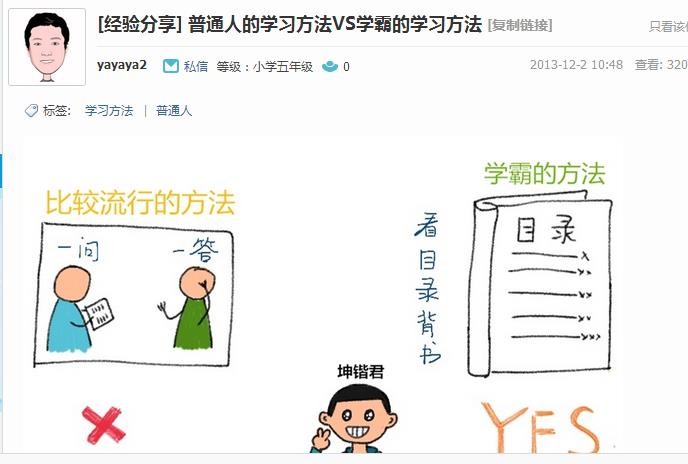 [经验分享] 普通人的学习方法VS学霸的学习方法 [复制链接]
只看该
yayaya2 私信 等级：小学五年级 0
2013-12-2 10:48 查看: 320
标签: 学习方法 | 普通人
比较流行的方法
一问 一答
学霸的方法
看目录背书
目录
坤锴君
YES